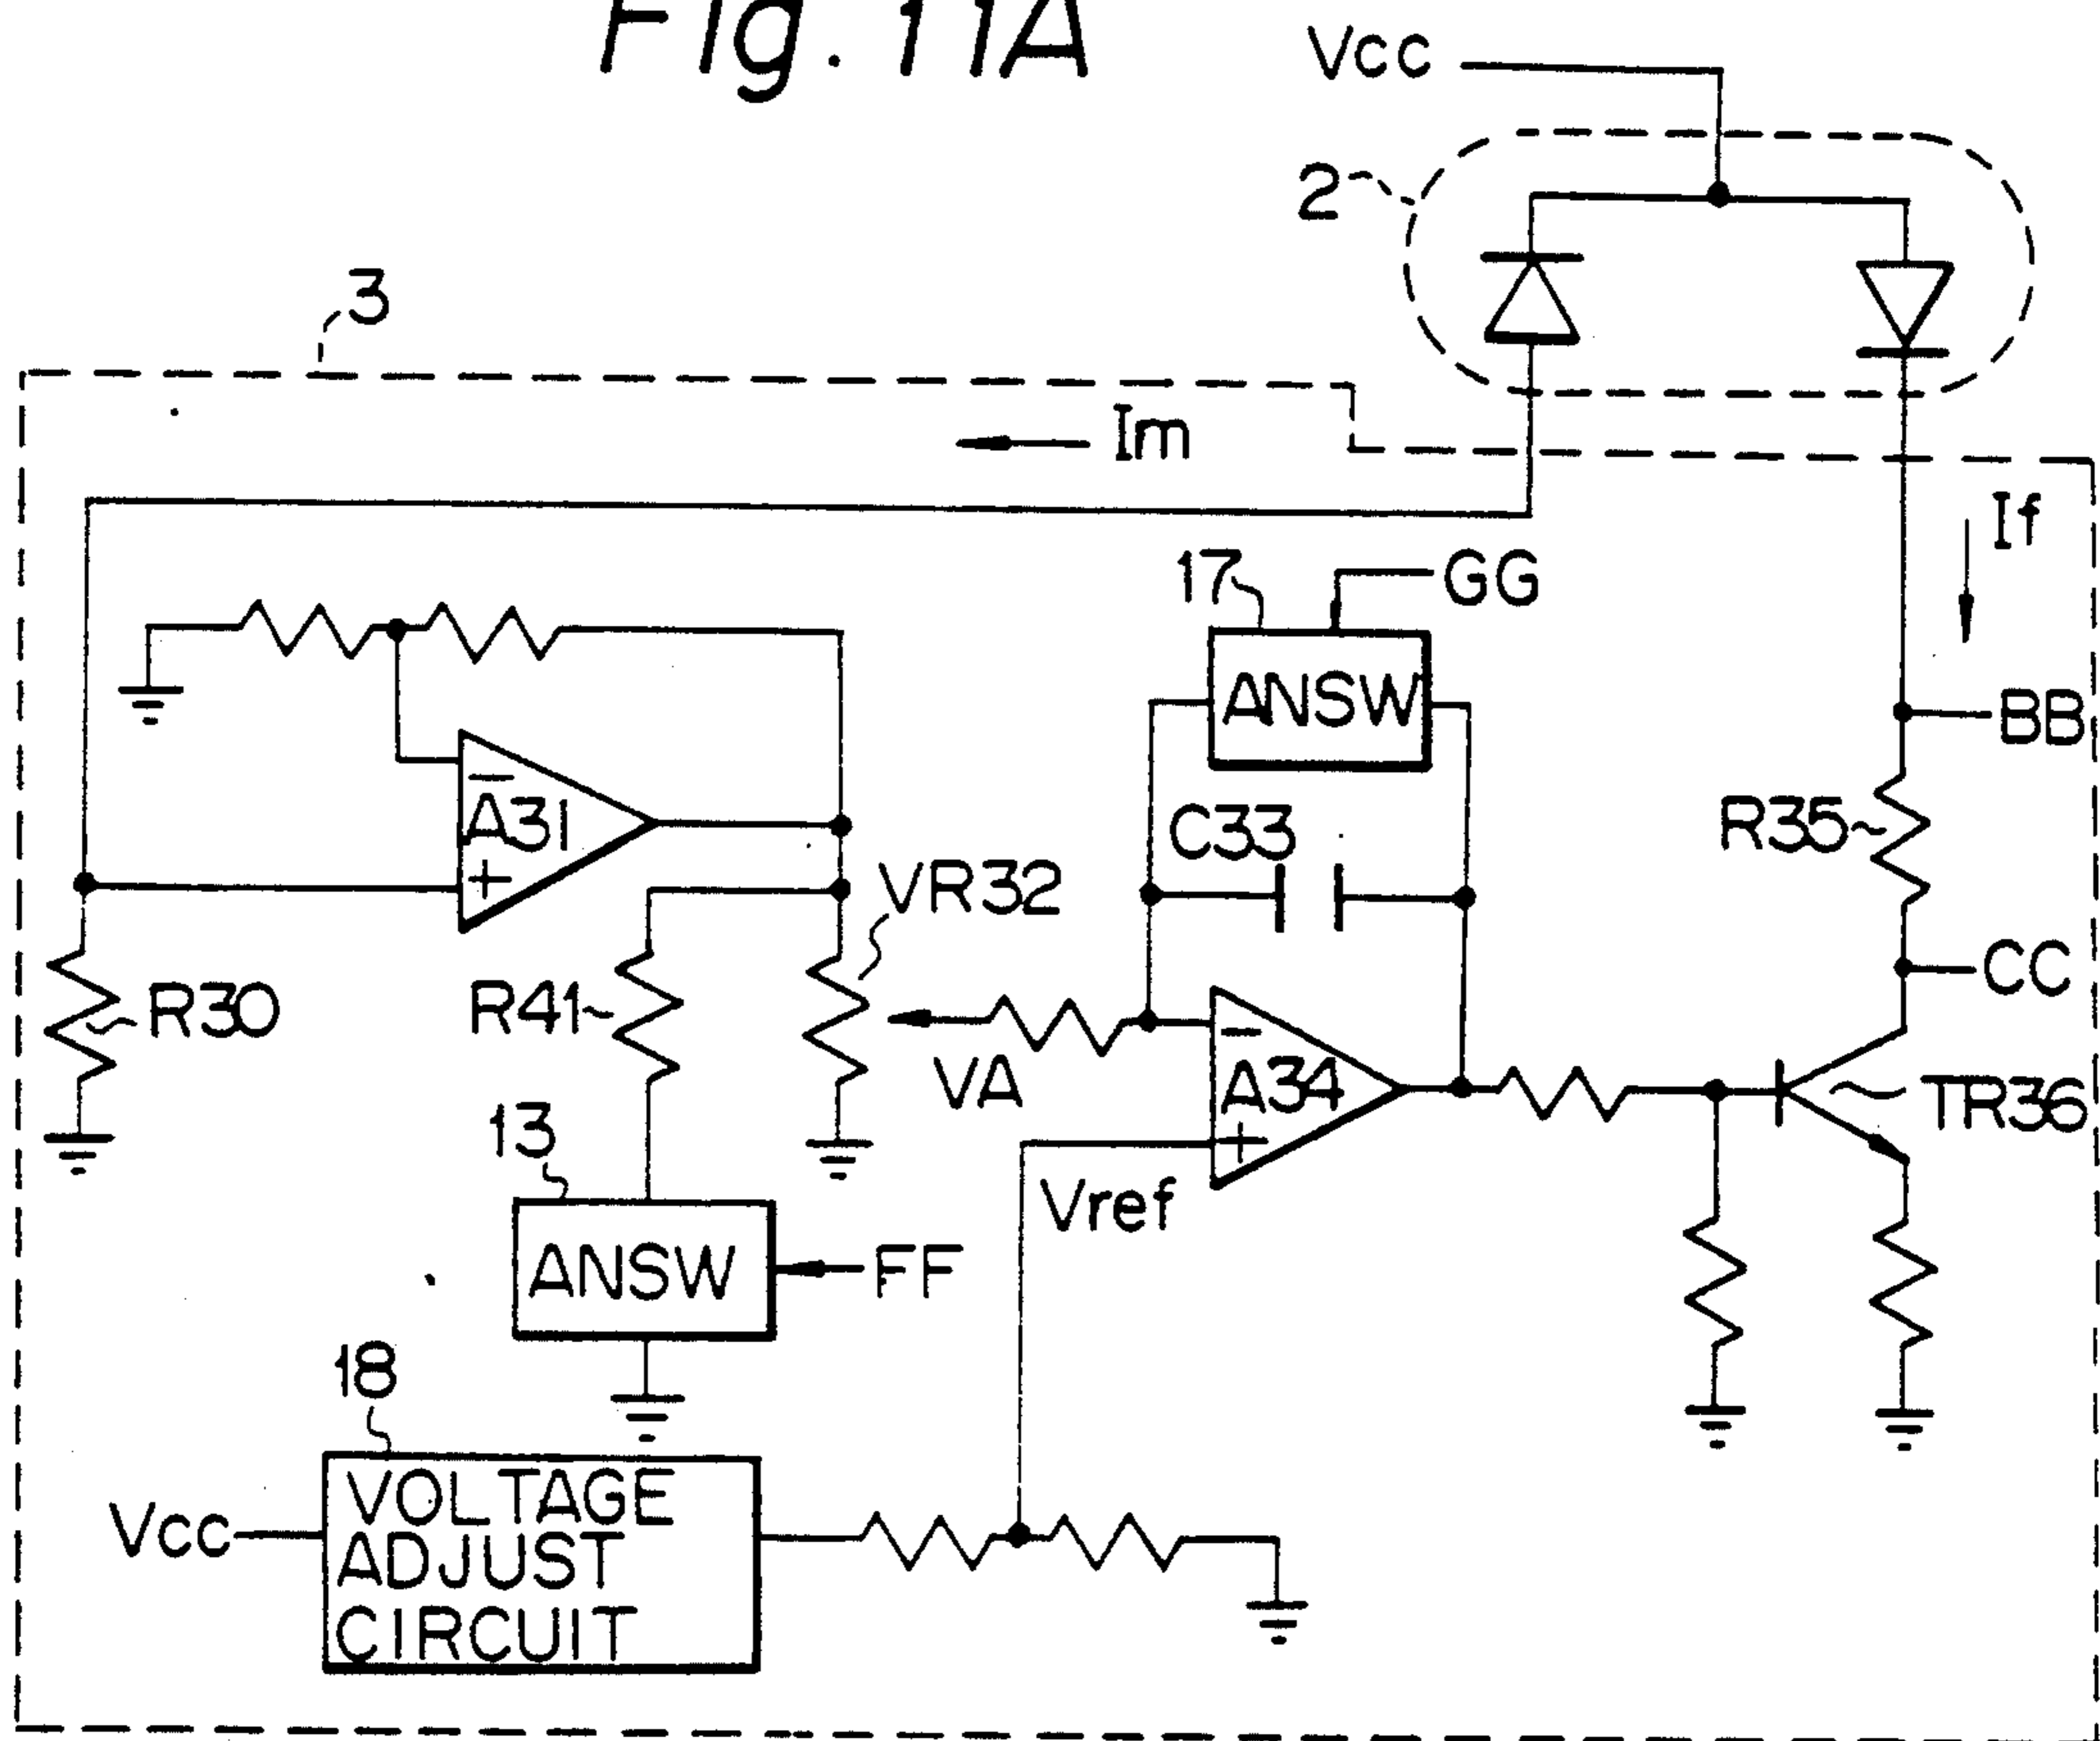 Fig. 11A
Vcc
2
3
Im
If
17
GG
ANSW
BB
A31
−
+
C33
R35
VR32
CC
R30
R41
VA
A34
−
+
TR36
13
Vref
ANSW
FF
18
Vcc
VOLTAGE
ADJUST
CIRCUIT